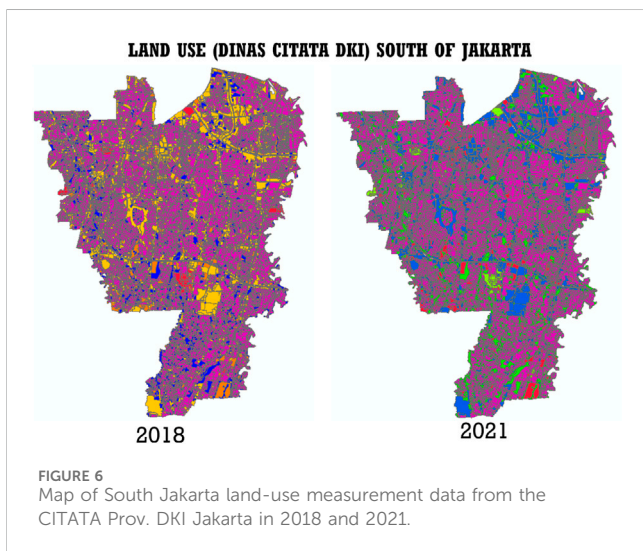 LAND USE (DINAS CITATA DKI) SOUTH OF JAKARTA
2018
2021
FIGURE 6
Map of South Jakarta land-use measurement data from the
CITATA Prov. DKI Jakarta in 2018 and 2021.